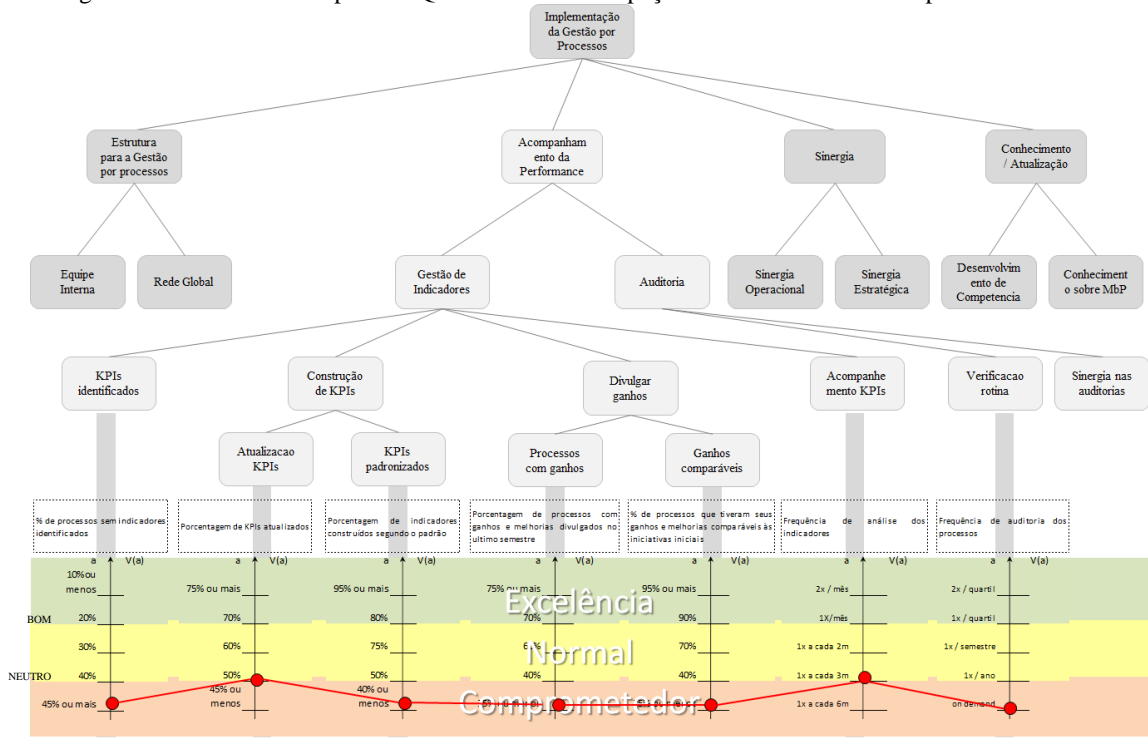 Implementação
da Gestão por
Processos
Estrutura
para a Gestão
por processos
Acompanham
ento da
Performance
Sinergia
Conhecimento
/ Atualização
Equipe
Interna
Rede Global
Gestão de
Indicadores
Auditoria
Sinergia
Operacional
Sinergia
Estratégica
Desenvolvim
ento de
Competencia
Conheciment
o sobre MbP
KPIs
identificados
Construção
de KPIs
Divulgar
ganhos
Acompanhe
mento KPIs
Verificacao
rotina
Sinergia nas
auditorias
Atualizacao
KPIs
KPIs
padronizados
Processos
com ganhos
Ganhos
comparáveis
% de processos sem indicadores
identificados
Porcentagem de KPIs atualizados
Porcentagem de indicadores
construídos segundo o padrão
Porcentagem de processos com
ganhos e melhorias divulgados no
ultimo semestre
% de processos que tiveram seus
ganhos e melhorias comparáveis às
iniciativas iniciais
Frequência de análise dos
indicadores
Frequência de auditoria dos
processos
a V(a) a V(a) a V(a) a V(a) a V(a) a V(a) a V(a)
10% ou
menos 75% ou mais 95% ou mais 75% ou mais 95% ou mais 2x / mês 2x / quartil
Excelência
BOM 20% 70% 80% 70% 90% 1X/mês 1x / quartil
30% 60% 75% 70% 1x a cada 2m 1x / semestre
Normal
NEUTRO 40% 50% 50% 40% 40% 1x a cada 3m 1x / ano
45% ou mais 45% ou
menos 40% ou
menos 1x a cada 6m on demand
Comprometedor